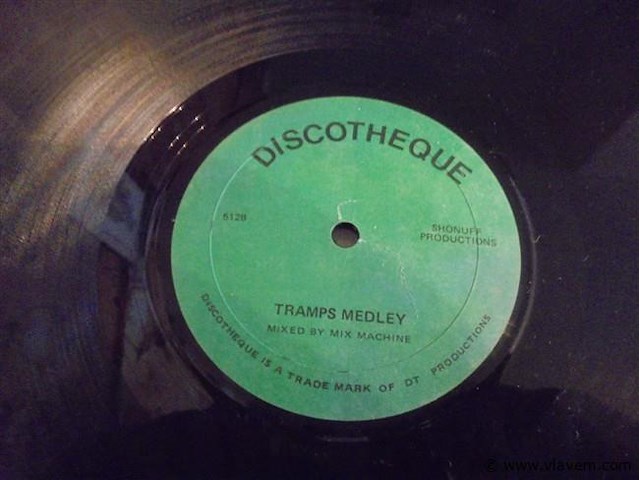 DISCOTHEQUE
5128
SHONUFF
PRODUCTIONS
TRAMPS MEDLEY
MIXED BY MIX MACHINE
DISCOTHEQUE IS A TRADE MARK OF DT PRODUCTIONS
© www.vlavem.com